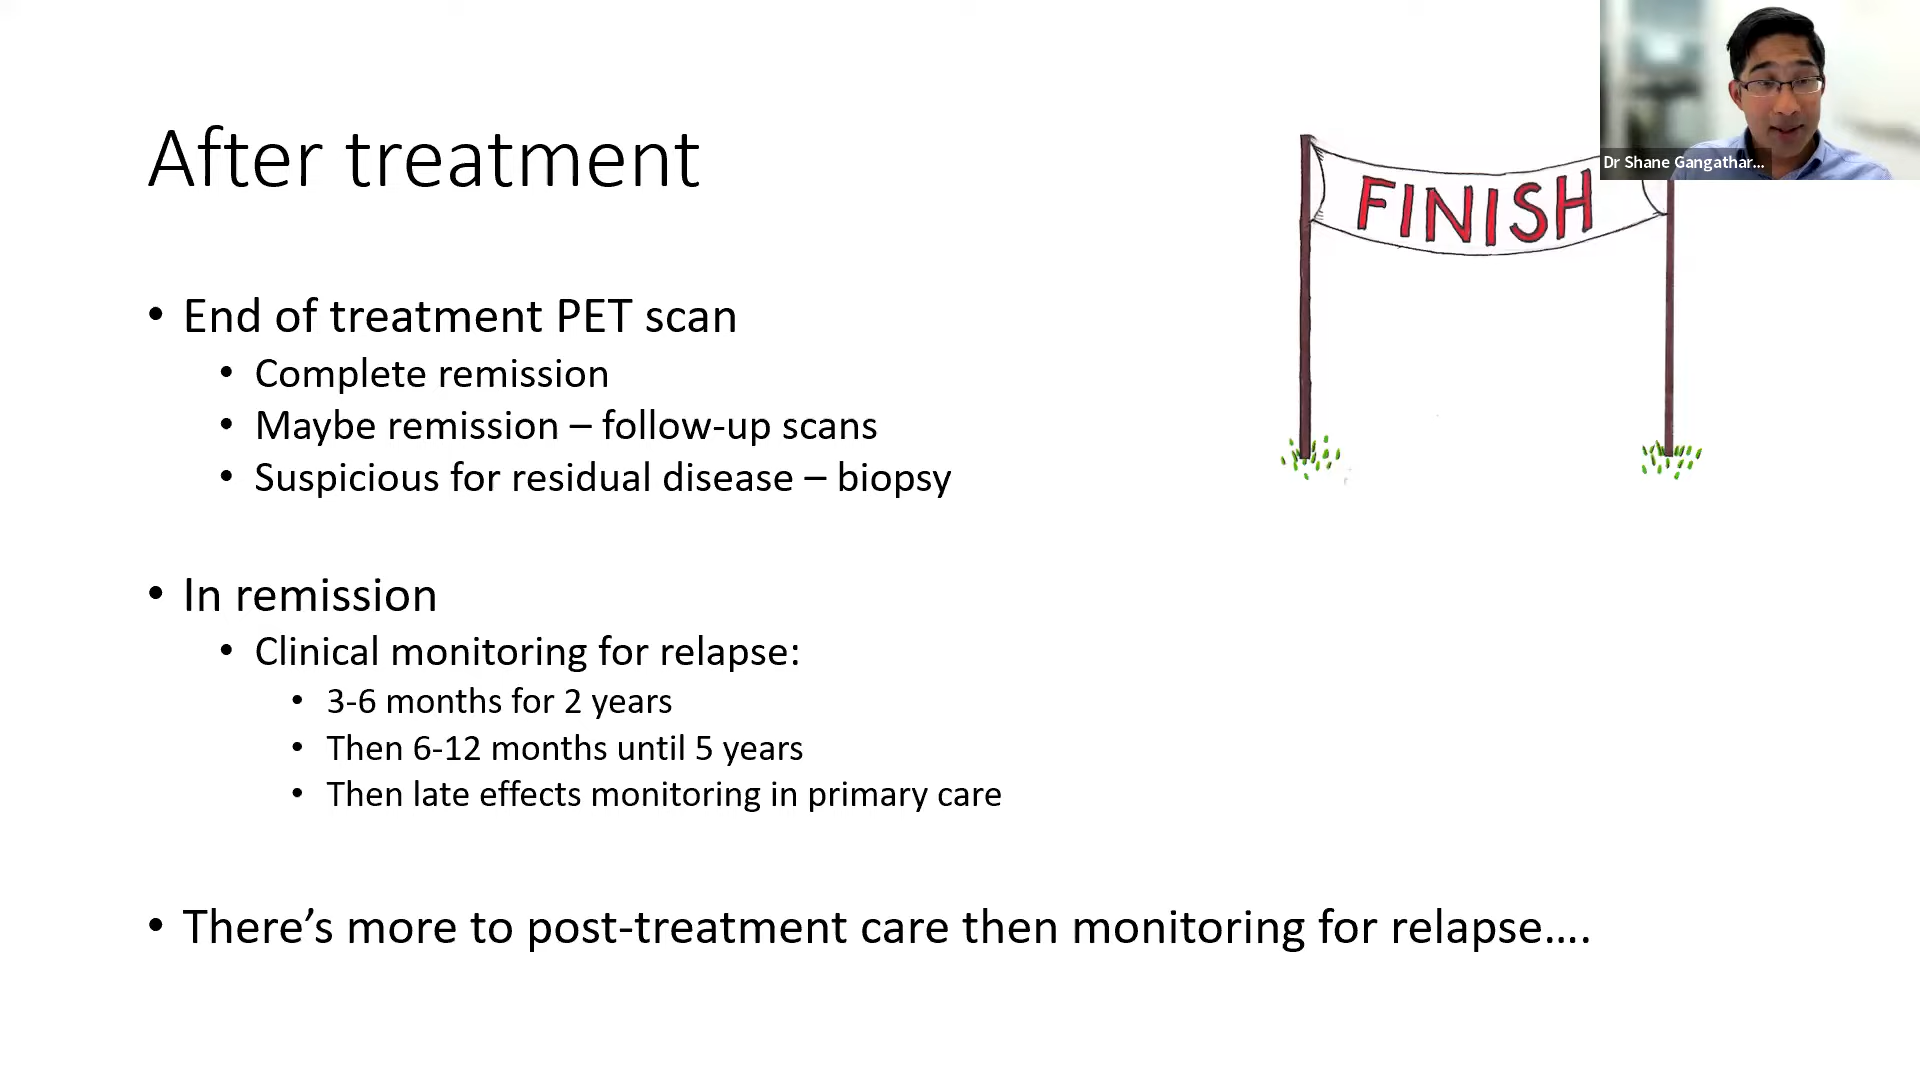 After treatment
FINISH
Dr Shane Gangathar...
• End of treatment PET scan
• Complete remission
• Maybe remission – follow-up scans
• Suspicious for residual disease – biopsy
• In remission
• Clinical monitoring for relapse:
• 3-6 months for 2 years
• Then 6-12 months until 5 years
• Then late effects monitoring in primary care
• There’s more to post-treatment care then monitoring for relapse….